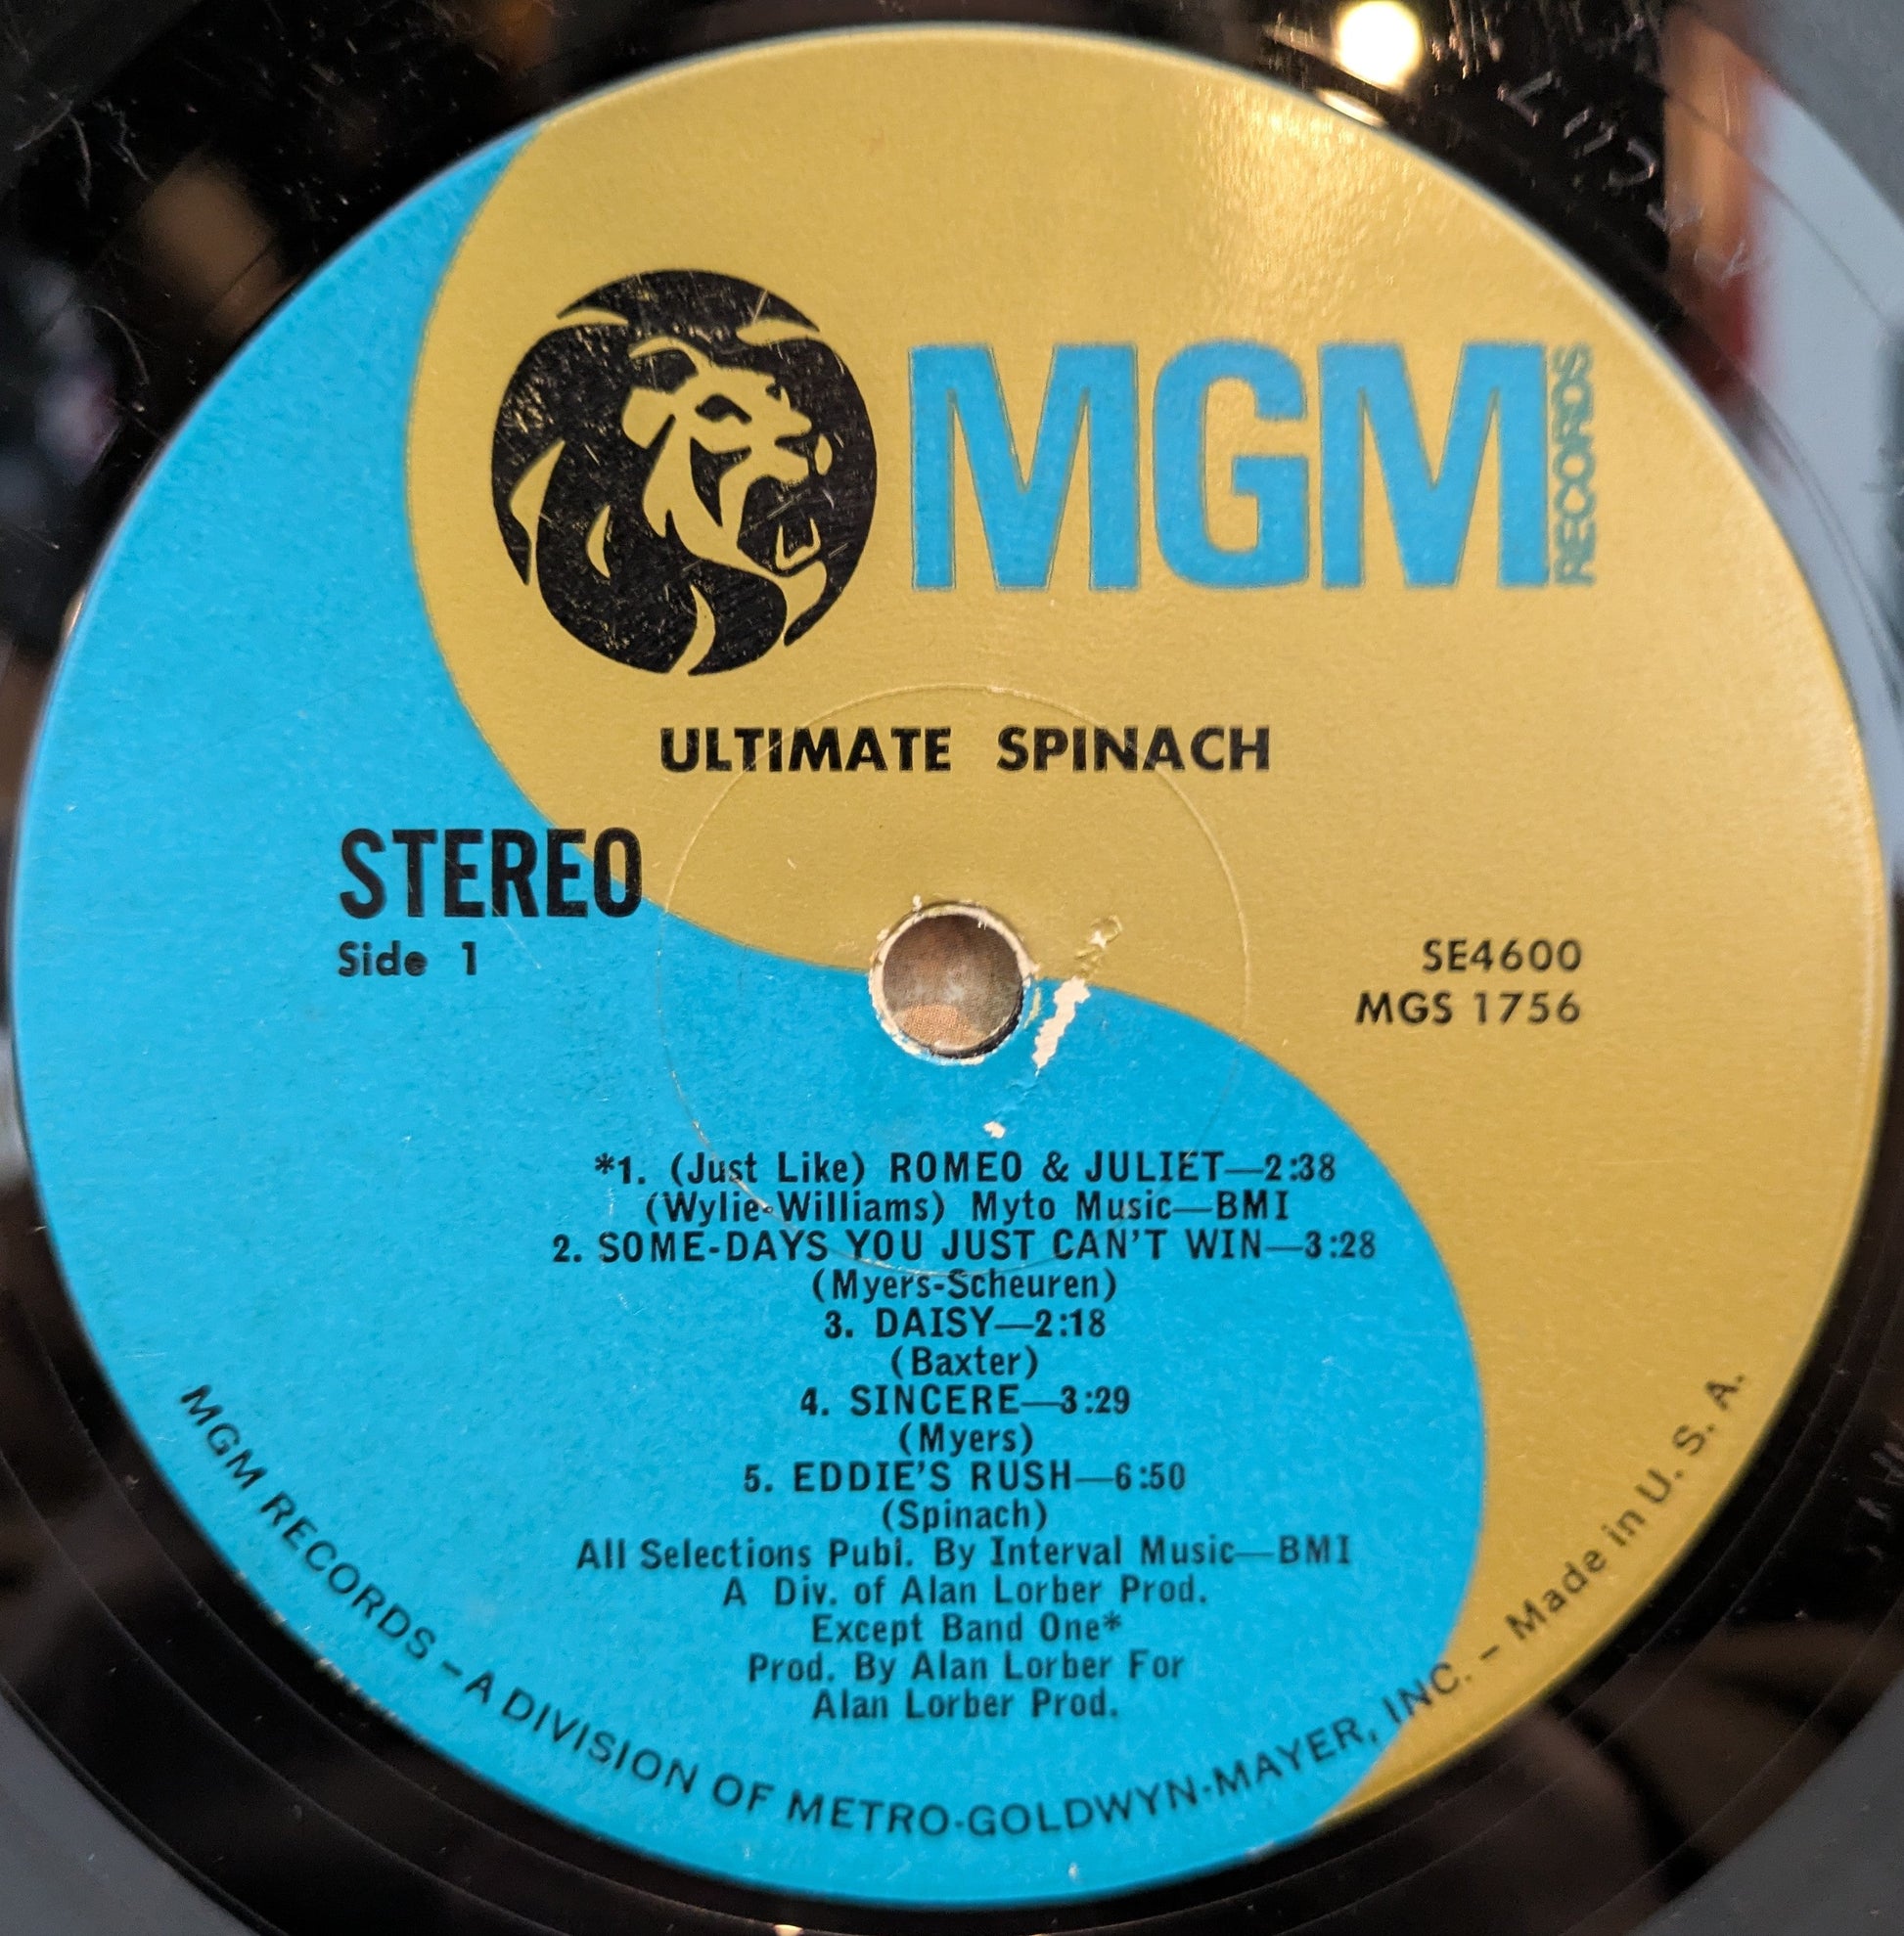 MGM RECORDS
ULTIMATE SPINACH
STEREO
Side 1
SE4600
MGS 1756
*1. (Just Like) ROMEO & JULIET—2:38
(Wylie-Williams) Myto Music—BMI
2. SOME-DAYS YOU JUST CAN'T WIN—3:28
(Myers-Scheuren)
3. DAISY—2:18
(Baxter)
4. SINCERE—3:29
(Myers)
5. EDDIE'S RUSH—6:50
(Spinach)
All Selections Publ. By Interval Music—BMI
A Div. of Alan Lorber Prod.
Except Band One*
Prod. By Alan Lorber For
Alan Lorber Prod.
MGM RECORDS – A DIVISION OF METRO-GOLDWYN-MAYER, INC. – Made in U. S. A.